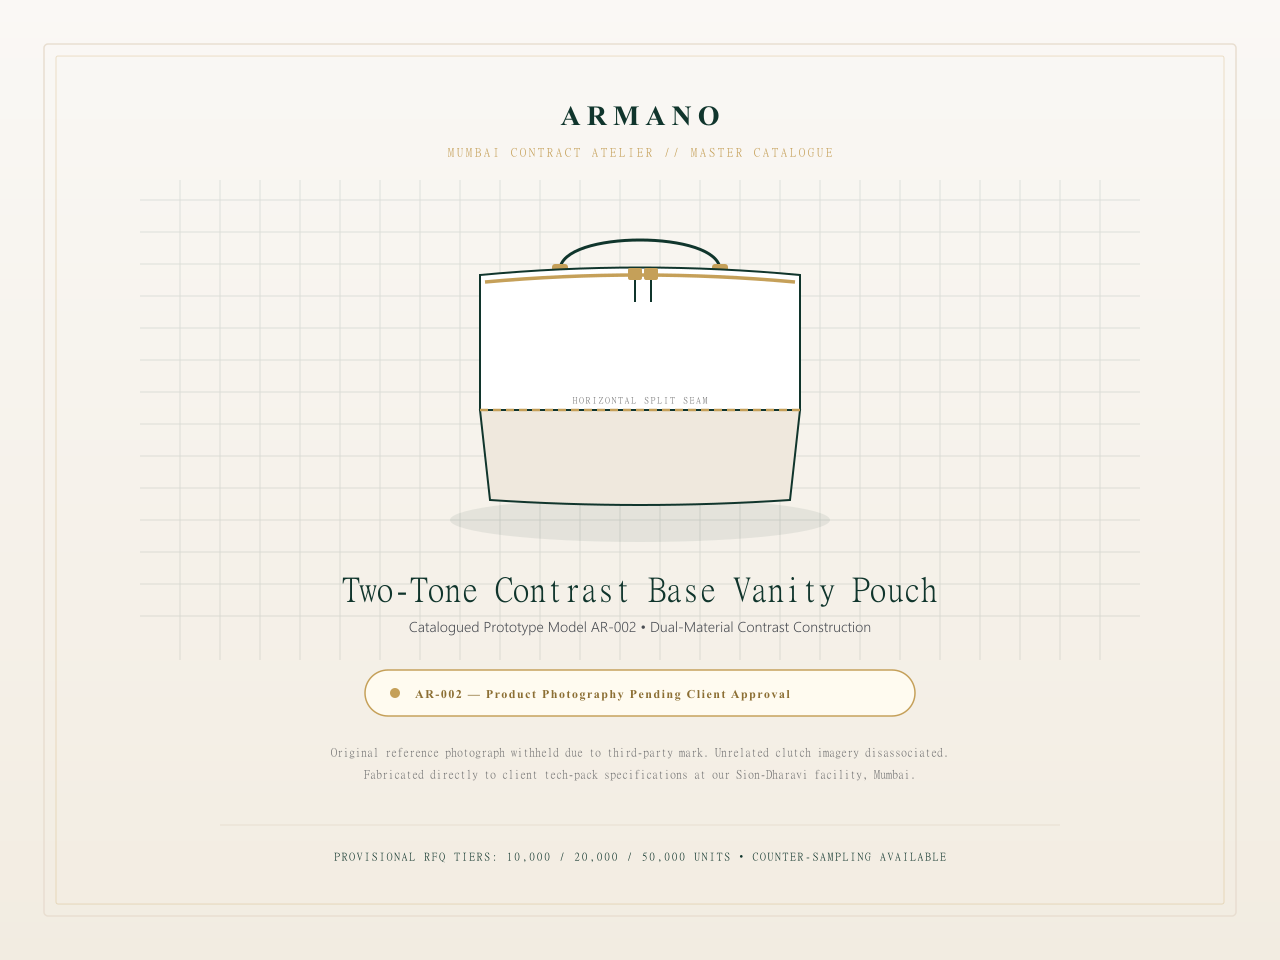 ARMANO
MUMBAI CONTRACT ATELIER // MASTER CATALOGUE
HORIZONTAL SPLIT SEAM
Two-Tone Contrast Base Vanity Pouch
Catalogued Prototype Model AR-002 • Dual-Material Contrast Construction
AR-002 — Product Photography Pending Client Approval
Original reference photograph withheld due to third-party mark. Unrelated clutch imagery disassociated.
Fabricated directly to client tech-pack specifications at our Sion-Dharavi facility, Mumbai.
PROVISIONAL RFQ TIERS: 10,000 / 20,000 / 50,000 UNITS • COUNTER-SAMPLING AVAILABLE